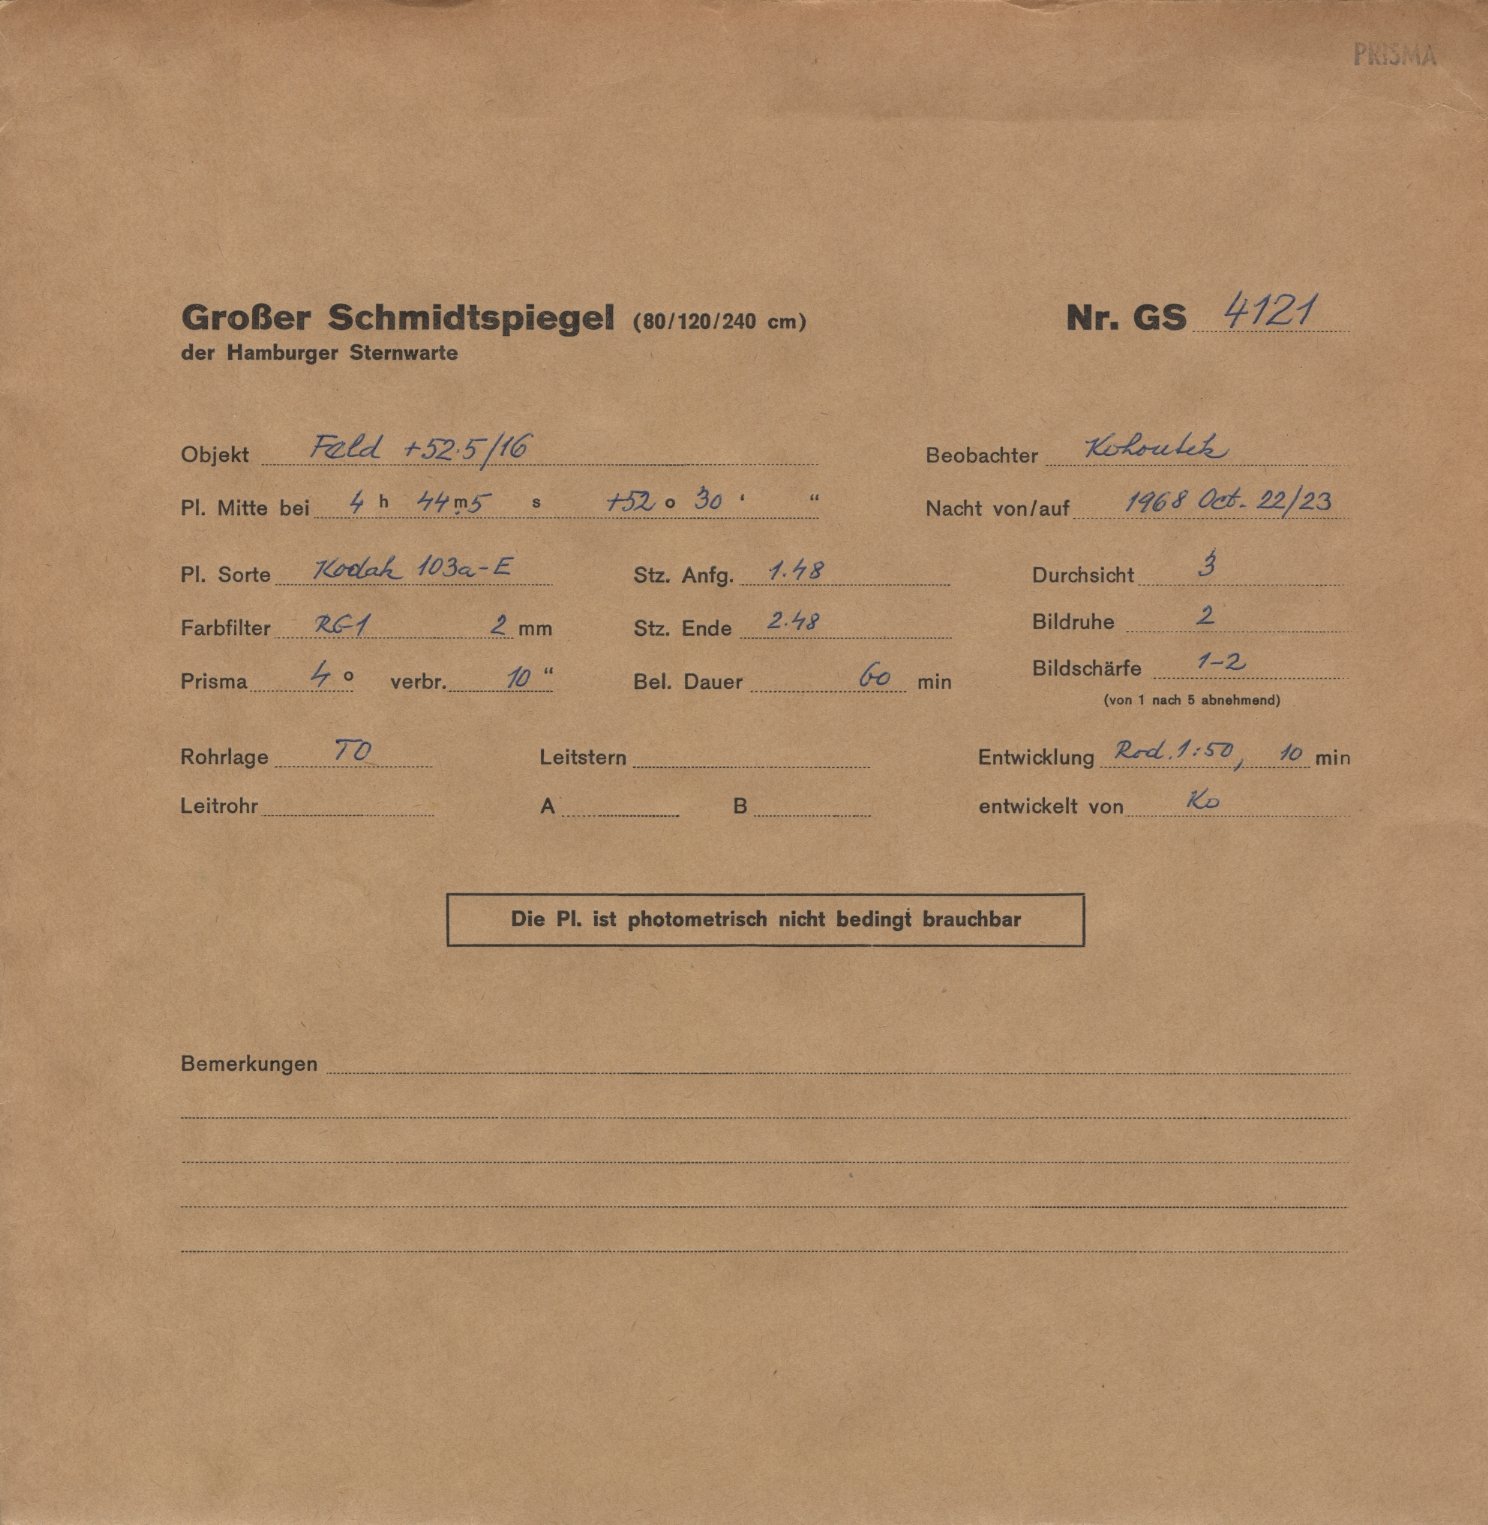 PRISMA
Großer Schmidtspiegel (80/120/240 cm) Nr. GS 4121
der Hamburger Sternwarte
Objekt Feld +52.5/16 Beobachter Kohoutek
Pl. Mitte bei 4 h 44 m.5 s +52 o 30 ‘ “ Nacht von/auf 1968 Oct. 22/23
Pl. Sorte Kodak 103a-E Stz. Anfg. 1.48 Durchsicht 3
Farbfilter RG1 2 mm Stz. Ende 2.48 Bildruhe 2
Prisma 4 o verbr. 10 “ Bel. Dauer 60 min Bildschärfe 1-2
(von 1 nach 5 abnehmend)
Rohrlage TO Leitstern Entwicklung Rod. 1:50, 10 min
Leitrohr A B entwickelt von Ko
Die Pl. ist photometrisch nicht bedingt brauchbar
Bemerkungen